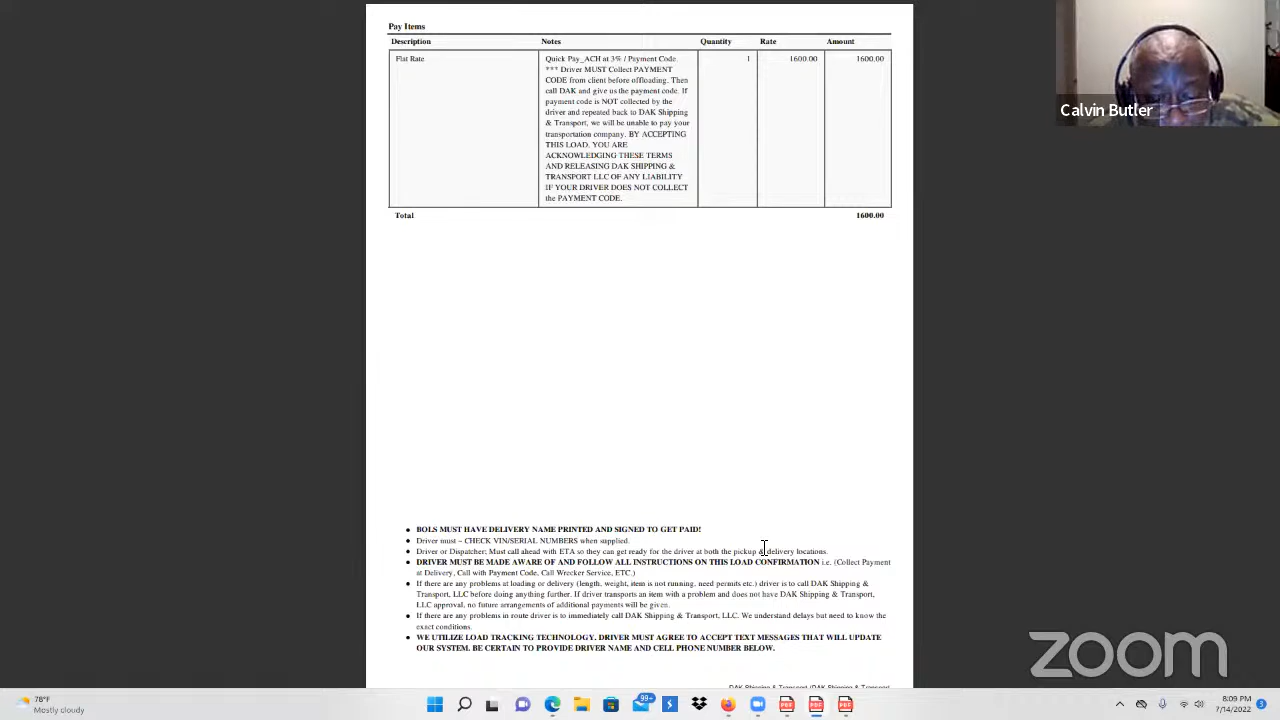 Pay Items
Description Notes Quantity Rate Amount
Flat Rate Quick Pay_ACH at 3% / Payment Code. 1 1600.00 1600.00
*** Driver MUST Collect PAYMENT
CODE from client before offloading. Then
call DAK and give us the payment code. If
payment code is NOT collected by the
driver and repeated back to DAK Shipping
& Transport, we will be unable to pay your
transportation company. BY ACCEPTING
THIS LOAD, YOU ARE
ACKNOWLEDGING THESE TERMS
AND RELEASING DAK SHIPPING &
TRANSPORT LLC OF ANY LIABILITY
IF YOUR DRIVER DOES NOT COLLECT
the PAYMENT CODE.
Total 1600.00
Calvin Butler
• BOLS MUST HAVE DELIVERY NAME PRINTED AND SIGNED TO GET PAID!
• Driver must – CHECK VIN/SERIAL NUMBERS when supplied.
• Driver or Dispatcher; Must call ahead with ETA so they can get ready for the driver at both the pickup & delivery locations.
• DRIVER MUST BE MADE AWARE OF AND FOLLOW ALL INSTRUCTIONS ON THIS LOAD CONFIRMATION i.e. (Collect Payment
at Delivery, Call with Payment Code, Call Wrecker Service, ETC.)
• If there are any problems at loading or delivery (length, weight, item is not running, need permits etc.) driver is to call DAK Shipping &
Transport, LLC before doing anything further. If driver transports an item with a problem and does not have DAK Shipping & Transport,
LLC approval, no future arrangements of additional payments will be given.
• If there are any problems in route driver is to immediately call DAK Shipping & Transport, LLC. We understand delays but need to know the
exact conditions.
• WE UTILIZE LOAD TRACKING TECHNOLOGY. DRIVER MUST AGREE TO ACCEPT TEXT MESSAGES THAT WILL UPDATE
OUR SYSTEM. BE CERTAIN TO PROVIDE DRIVER NAME AND CELL PHONE NUMBER BELOW.
DAK Shipping & Transport (DAK Shipping & Transport
zoom
78°F
Mostly cloudy
99+
PDF PDF PDF
8:09 PM
7/14/2022
3